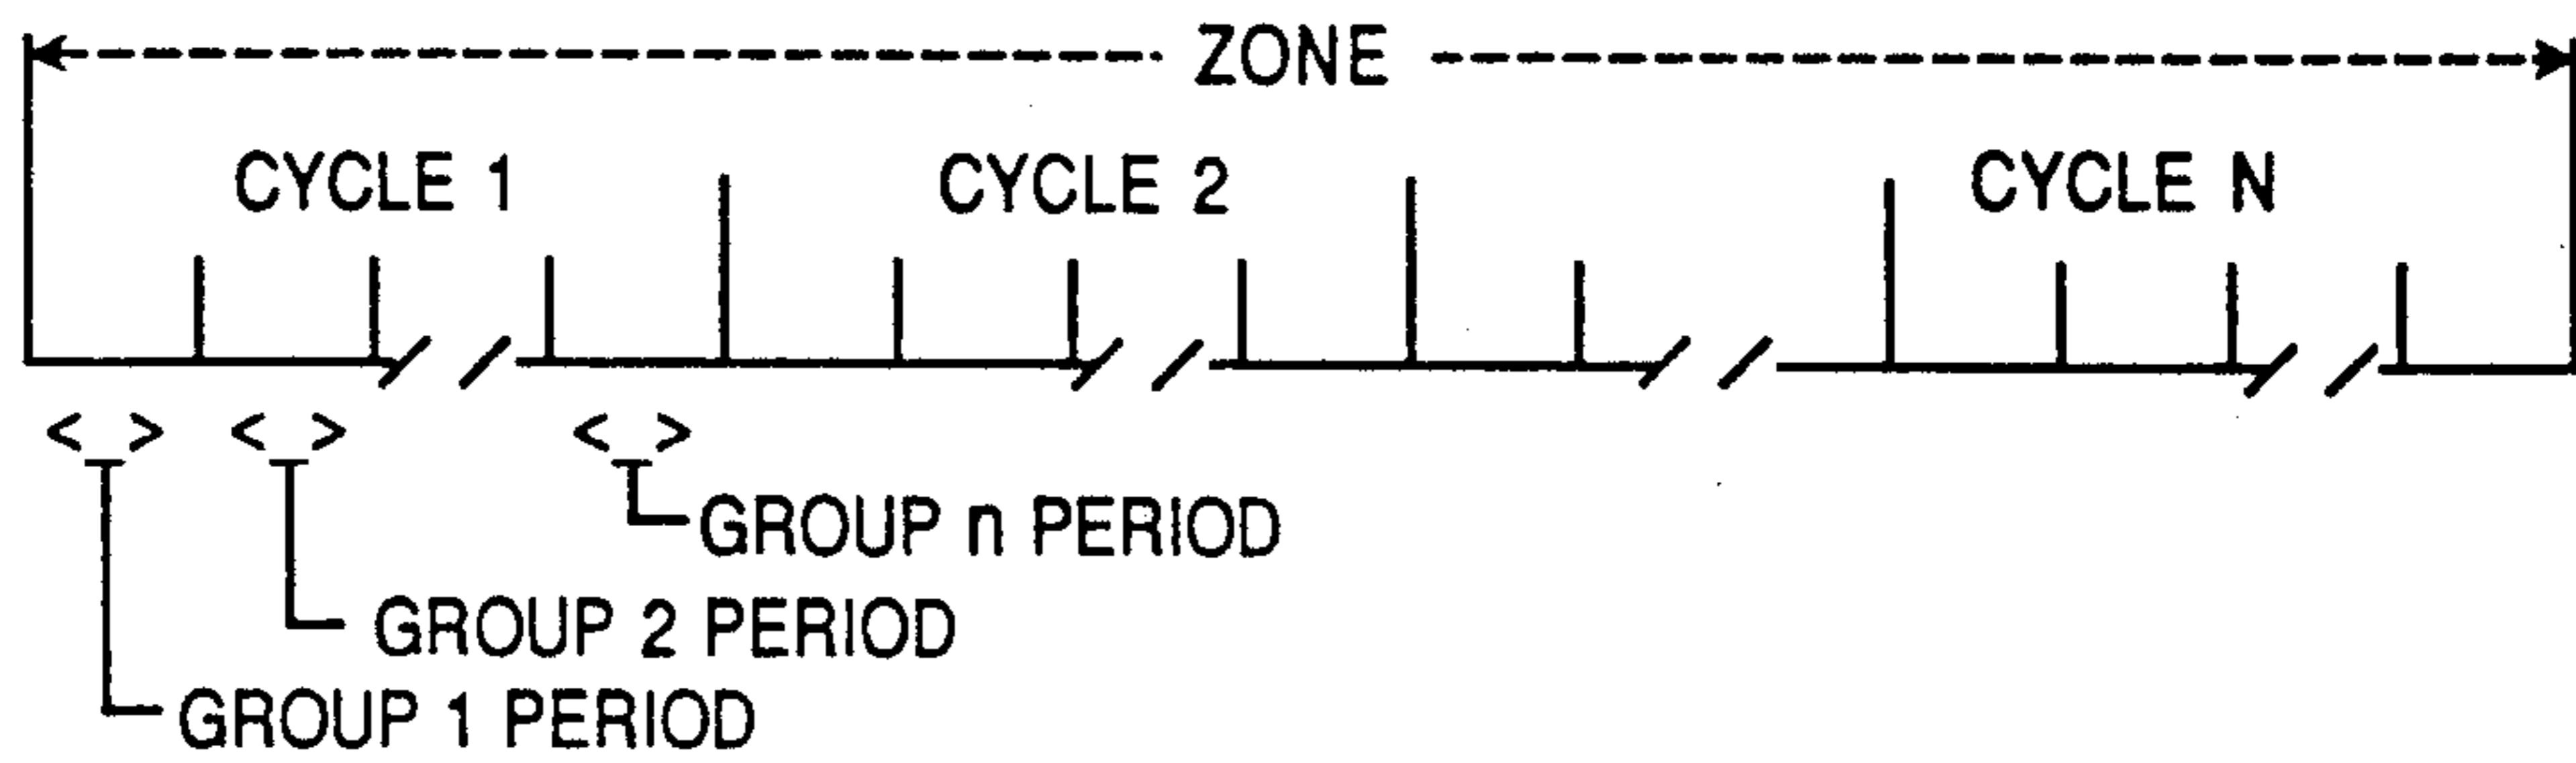 ZONE
CYCLE 1 CYCLE 2 CYCLE N
GROUP n PERIOD
GROUP 2 PERIOD
GROUP 1 PERIOD